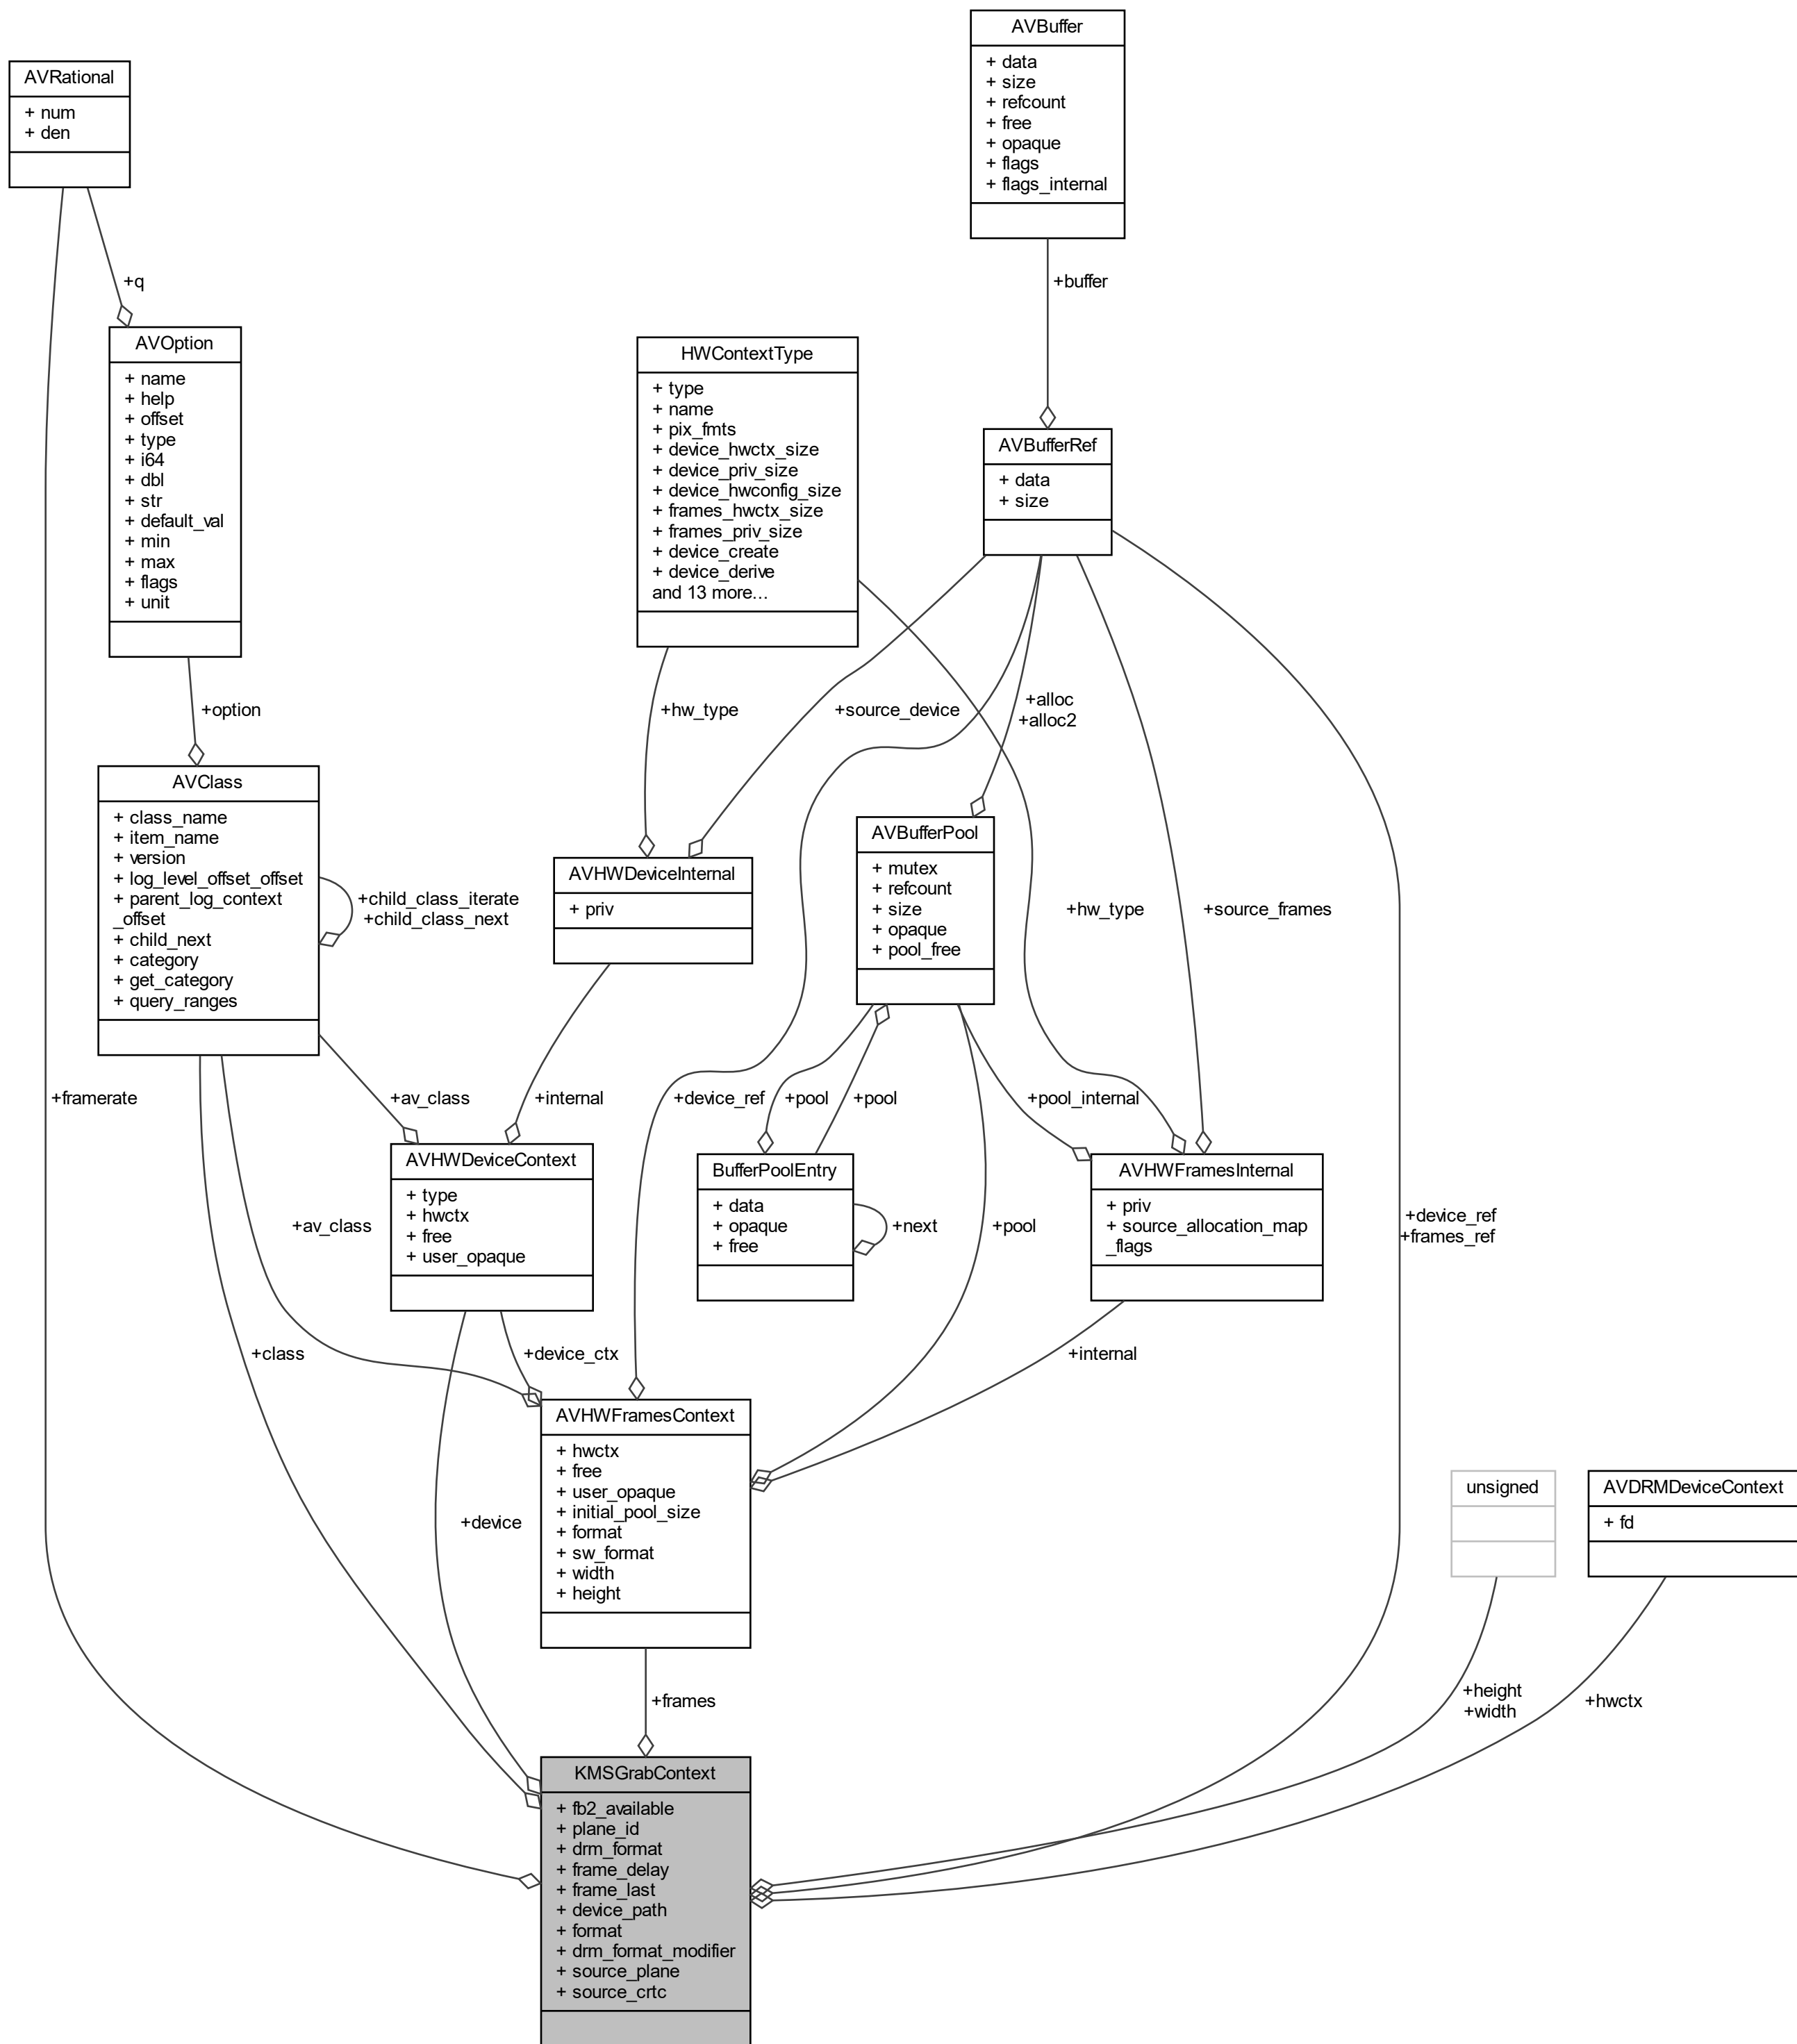 AVBuffer
+ data
+ size
+ refcount
+ free
+ opaque
+ flags
+ flags_internal
AVRational
+ num
+ den
+buffer
+q
AVOption
+ name
+ help
+ offset
+ type
+ i64
+ dbl
+ str
+ default_val
+ min
+ max
+ flags
+ unit
HWContextType
+ type
+ name
+ pix_fmts
+ device_hwctx_size
+ device_priv_size
+ device_hwconfig_size
+ frames_hwctx_size
+ frames_priv_size
+ device_create
+ device_derive
and 13 more...
AVBufferRef
+ data
+ size
+option
+hw_type
+source_device
+alloc
+alloc2
AVClass
+ class_name
+ item_name
+ version
+ log_level_offset_offset
+ parent_log_context
_offset
+ child_next
+ category
+ get_category
+ query_ranges
+child_class_iterate
+child_class_next
AVHWDeviceInternal
+ priv
AVBufferPool
+ mutex
+ refcount
+ size
+ opaque
+ pool_free
+hw_type
+source_frames
+framerate
+av_class
+internal
+device_ref
+pool
+pool
+pool_internal
AVHWDeviceContext
+ type
+ hwctx
+ free
+ user_opaque
BufferPoolEntry
+ data
+ opaque
+ free
+next
AVHWFramesInternal
+ priv
+ source_allocation_map
_flags
+av_class
+pool
+device_ref
+frames_ref
+class
+device_ctx
+internal
AVHWFramesContext
+ hwctx
+ free
+ user_opaque
+ initial_pool_size
+ format
+ sw_format
+ width
+ height
+device
unsigned
AVDRMDeviceContext
+ fd
+frames
+height
+width
+hwctx
KMSGrabContext
+ fb2_available
+ plane_id
+ drm_format
+ frame_delay
+ frame_last
+ device_path
+ format
+ drm_format_modifier
+ source_plane
+ source_crtc